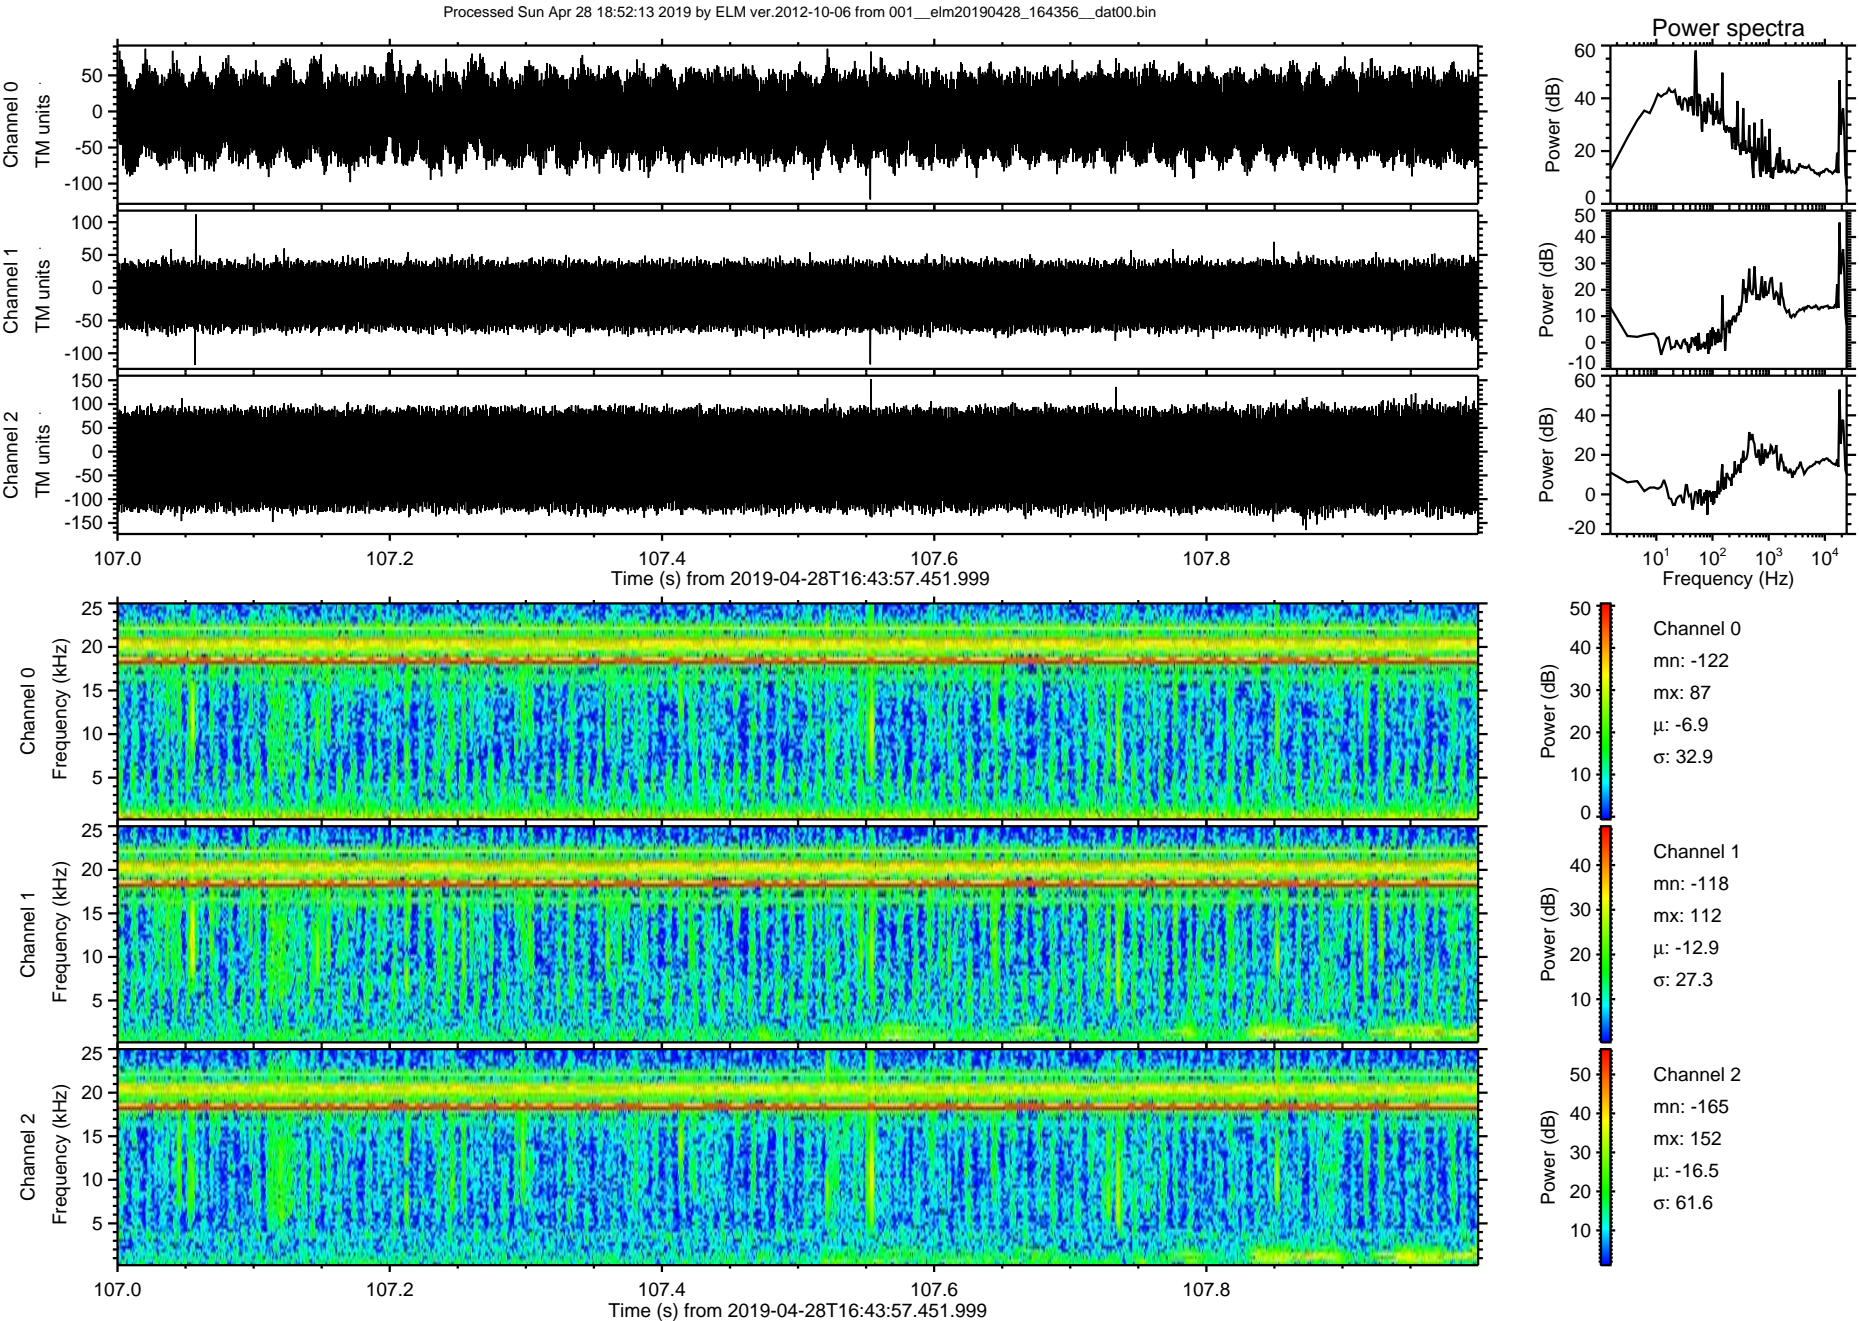 Processed Sun Apr 28 18:52:13 2019 by ELM ver.2012-10-06 from 001__elm20190428_164356__dat00.bin
Power spectra
Channel 0
TM units
50
0
-50
-100
Power (dB)
60
40
20
0
Channel 1
TM units
100
50
0
-50
-100
Power (dB)
50
40
30
20
10
0
-10
Channel 2
TM units
150
100
50
0
-50
-100
-150
Power (dB)
60
40
20
0
-20
107.0 107.2 107.4 107.6 107.8
Time (s) from 2019-04-28T16:43:57.451.999
10¹ 10² 10³ 10⁴
Frequency (Hz)
Channel 0
Frequency (kHz)
25
20
15
10
5
Power (dB)
50
40
30
20
10
0
Channel 0
mn: -122
mx: 87
μ: -6.9
σ: 32.9
Channel 1
Frequency (kHz)
25
20
15
10
5
Power (dB)
40
30
20
10
Channel 1
mn: -118
mx: 112
μ: -12.9
σ: 27.3
Channel 2
Frequency (kHz)
25
20
15
10
5
Power (dB)
50
40
30
20
10
Channel 2
mn: -165
mx: 152
μ: -16.5
σ: 61.6
107.0 107.2 107.4 107.6 107.8
Time (s) from 2019-04-28T16:43:57.451.999